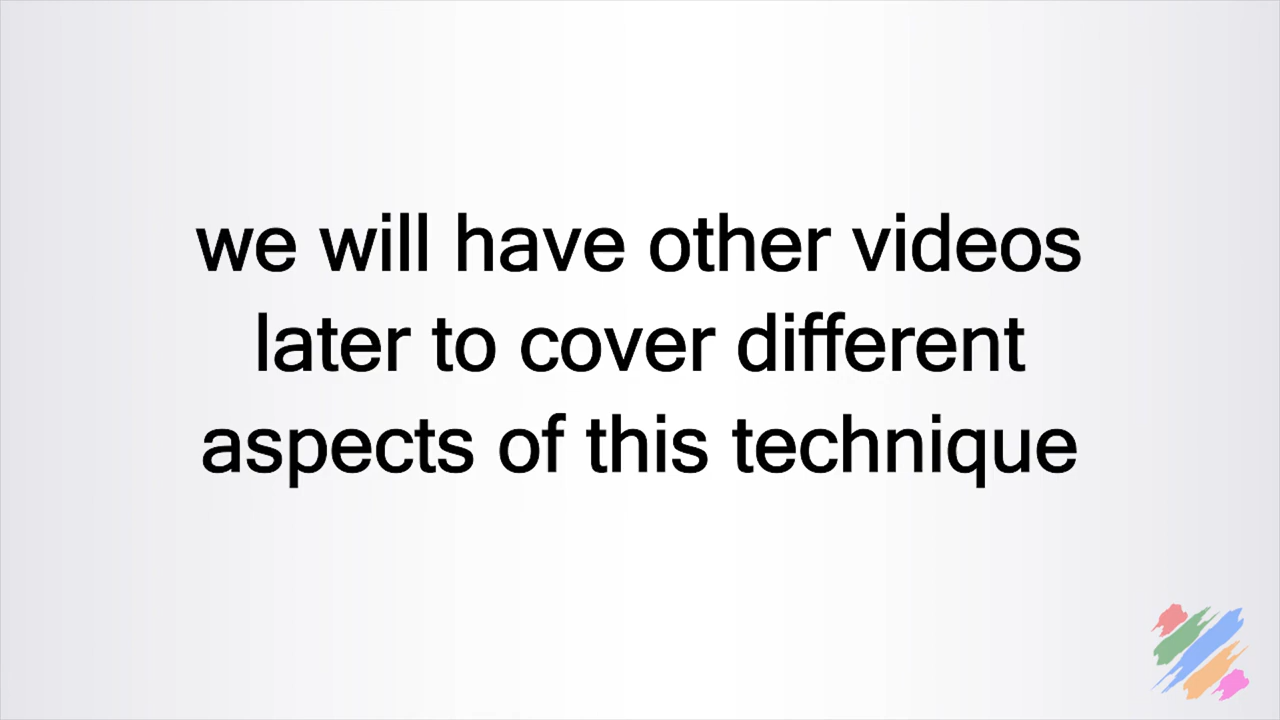 we will have other videos
later to cover different
aspects of this technique